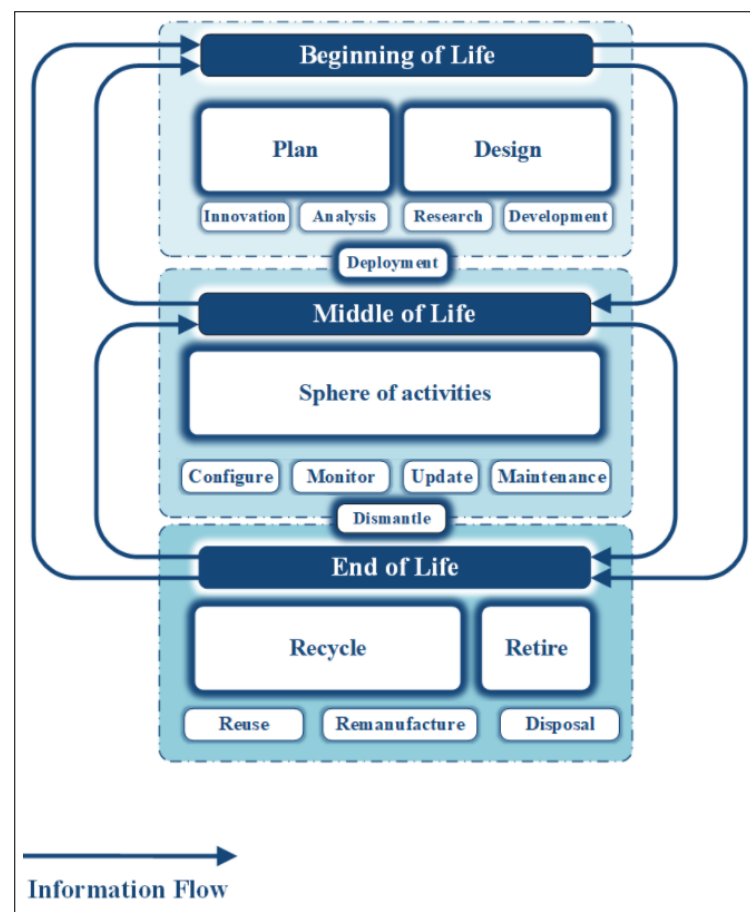 Beginning of Life
Plan
Design
Innovation
Analysis
Research
Development
Deployment
Middle of Life
Sphere of activities
Configure
Monitor
Update
Maintenance
Dismantle
End of Life
Recycle
Retire
Reuse
Remanufacture
Disposal
Information Flow